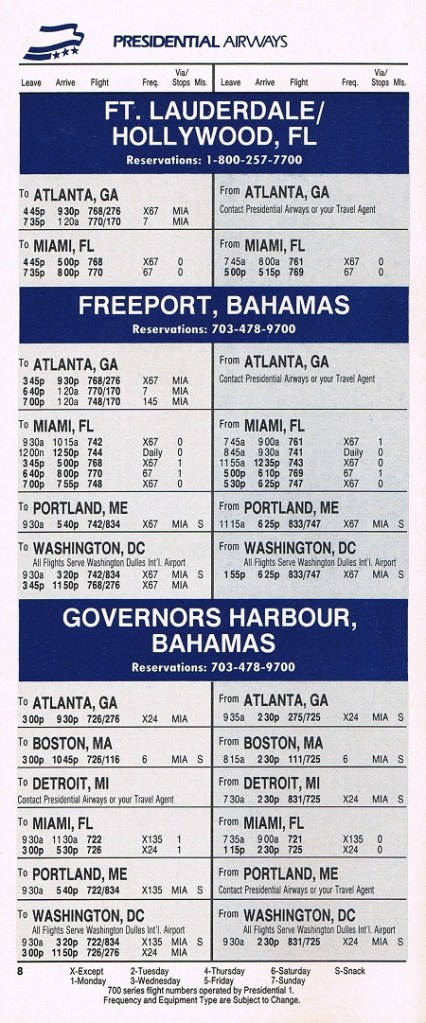 PRESIDENTIAL AIRWAYS
Leave Arrive Flight Freq. Via/ Stops Mls. Leave Arrive Flight Freq. Via/ Stops Mls.
FT. LAUDERDALE/
HOLLYWOOD, FL
Reservations: 1-800-257-7700
To ATLANTA, GA
4 45p 9 30p 768/276 X67 MIA
7 35p 1 20a 770/170 7 MIA
From ATLANTA, GA
Contact Presidential Airways or your Travel Agent
To MIAMI, FL
4 45p 5 00p 768 X67 0
7 35p 8 00p 770 67 0
From MIAMI, FL
7 45a 8 00a 761 X67 0
5 00p 5 15p 769 67 0
FREEPORT, BAHAMAS
Reservations: 703-478-9700
To ATLANTA, GA
3 45p 9 30p 768/276 X67 MIA
6 40p 1 20a 770/170 7 MIA
7 00p 1 20a 748/170 145 MIA
From ATLANTA, GA
Contact Presidential Airways or your Travel Agent
To MIAMI, FL
9 30a 10 15a 742 X67 0
12 00n 12 50p 744 Daily 0
3 45p 5 00p 768 X67 1
6 40p 8 00p 770 67 1
7 00p 7 55p 748 X67 0
From MIAMI, FL
7 45a 9 00a 761 X67 1
8 45a 9 30a 741 Daily 0
11 55a 12 35p 743 X67 0
5 00p 6 10p 769 67 1
5 30p 6 25p 747 X67 0
To PORTLAND, ME
9 30a 5 40p 742/834 X67 MIA S
From PORTLAND, ME
11 15a 6 25p 833/747 X67 MIA S
To WASHINGTON, DC
All Flights Serve Washington Dulles Int'l. Airport
9 30a 3 20p 742/834 X67 MIA S
3 45p 11 50p 768/276 X67 MIA
From WASHINGTON, DC
All Flights Serve Washington Dulles Int'l. Airport
1 55p 6 25p 833/747 X67 MIA S
GOVERNORS HARBOUR,
BAHAMAS
Reservations: 703-478-9700
To ATLANTA, GA
3 00p 9 30p 726/276 X24 MIA
From ATLANTA, GA
9 35a 2 30p 275/725 X24 MIA S
To BOSTON, MA
3 00p 10 45p 726/116 6 MIA S
From BOSTON, MA
8 15a 2 30p 111/725 6 MIA S
To DETROIT, MI
Contact Presidential Airways or your Travel Agent
From DETROIT, MI
7 30a 2 30p 831/725 X24 MIA S
To MIAMI, FL
9 30a 11 30a 722 X135 1
3 00p 5 30p 726 X24 1
From MIAMI, FL
7 35a 9 00a 721 X135 0
1 15p 2 30p 725 X24 0
To PORTLAND, ME
9 30a 5 40p 722/834 X135 MIA S
From PORTLAND, ME
Contact Presidential Airways or your Travel Agent
To WASHINGTON, DC
All Flights Serve Washington Dulles Int'l. Airport
9 30a 3 20p 722/834 X135 MIA S
3 00p 11 50p 726/276 X24 MIA
From WASHINGTON, DC
All Flights Serve Washington Dulles Int'l. Airport
9 30a 2 30p 831/725 X24 MIA S
8 X-Except 2-Tuesday 4-Thursday 6-Saturday S-Snack
1-Monday 3-Wednesday 5-Friday 7-Sunday
700 series flight numbers operated by Presidential 1.
Frequency and Equipment Type are Subject to Change.